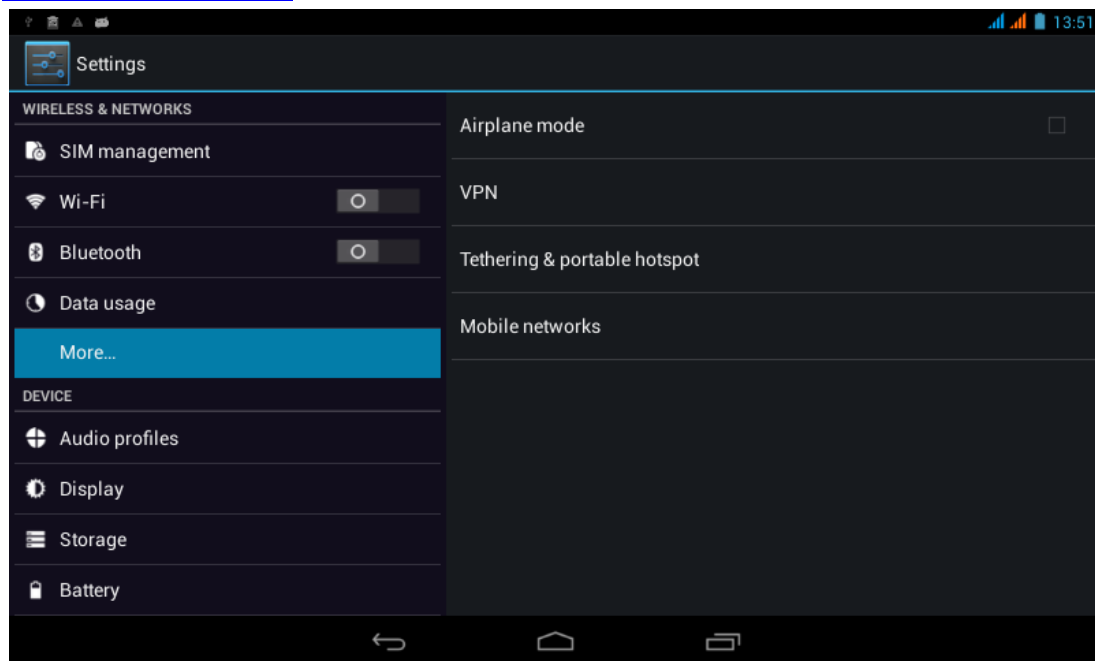 13:51
Settings
WIRELESS & NETWORKS
SIM management
Wi-Fi
Bluetooth
Data usage
More...
DEVICE
Audio profiles
Display
Storage
Battery
Airplane mode
VPN
Tethering & portable hotspot
Mobile networks